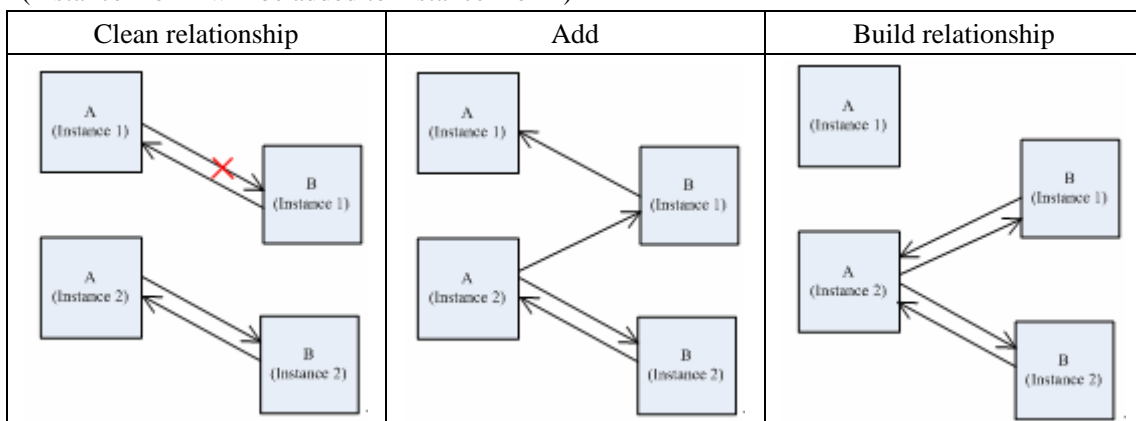 Clean relationship
Add
Build relationship
A
(Instance 1)
B
(Instance 1)
A
(Instance 2)
B
(Instance 2)
A
(Instance 1)
B
(Instance 1)
A
(Instance 2)
B
(Instance 2)
A
(Instance 1)
B
(Instance 1)
A
(Instance 2)
B
(Instance 2)